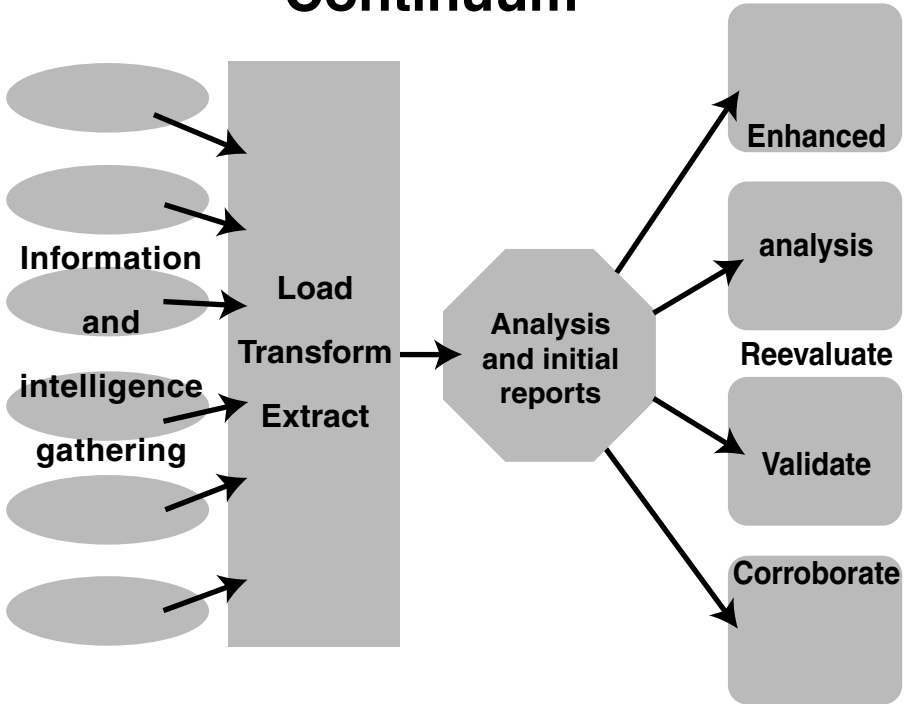 Continuum
Information
and
intelligence
gathering
Load
Transform
Extract
Analysis
and initial
reports
Enhanced
analysis
Reevaluate
Validate
Corroborate